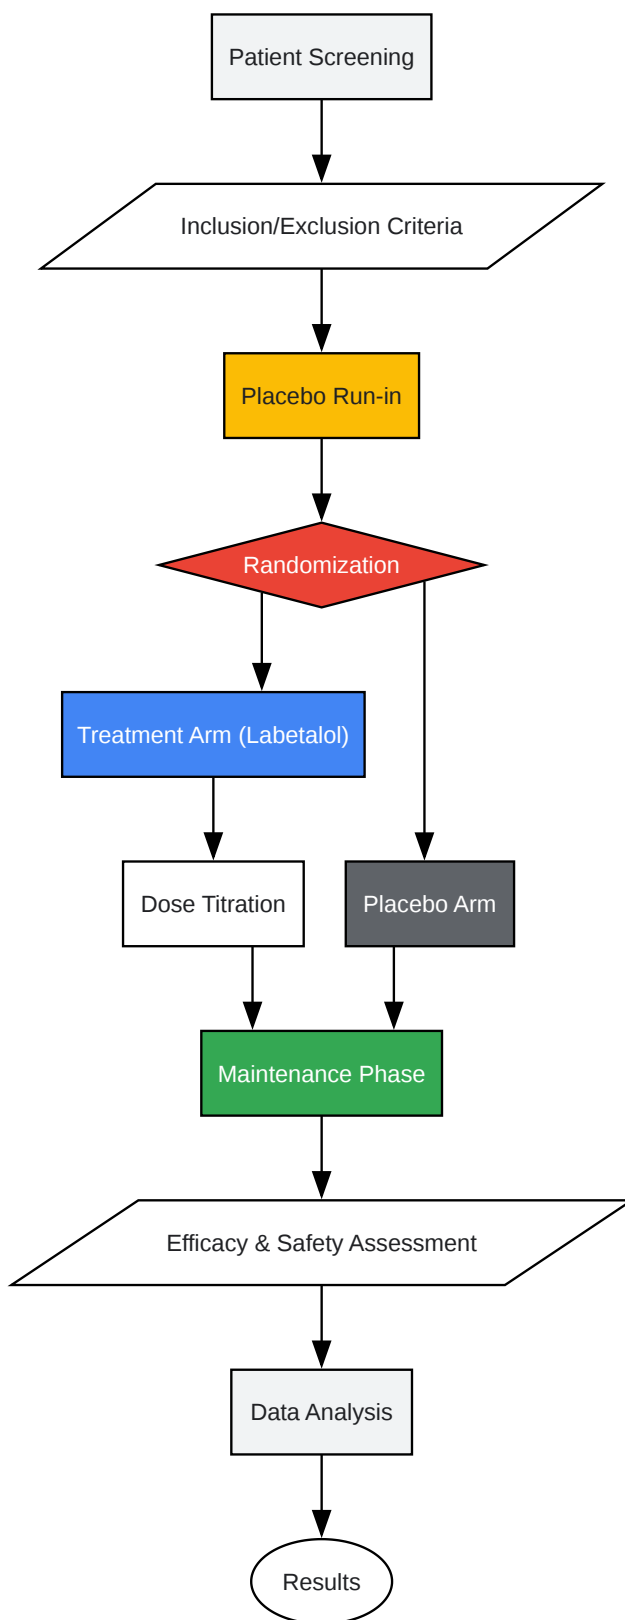 Patient Screening
Inclusion/Exclusion Criteria
Placebo Run-in
Randomization
Treatment Arm (Labetalol)
Dose Titration
Placebo Arm
Maintenance Phase
Efficacy & Safety Assessment
Data Analysis
Results